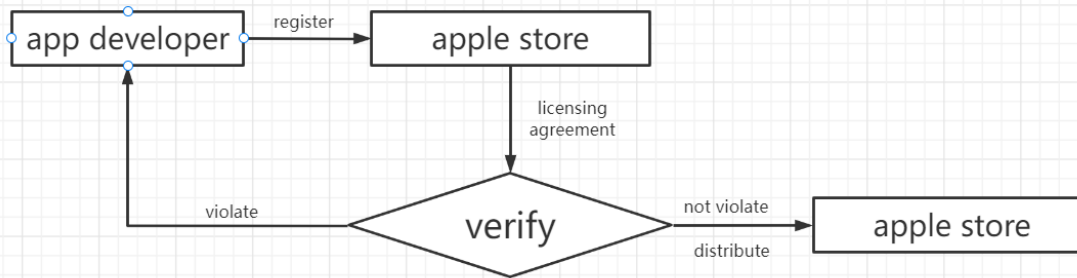 app developer
register
apple store
licensing
agreement
verify
violate
not violate
distribute
apple store